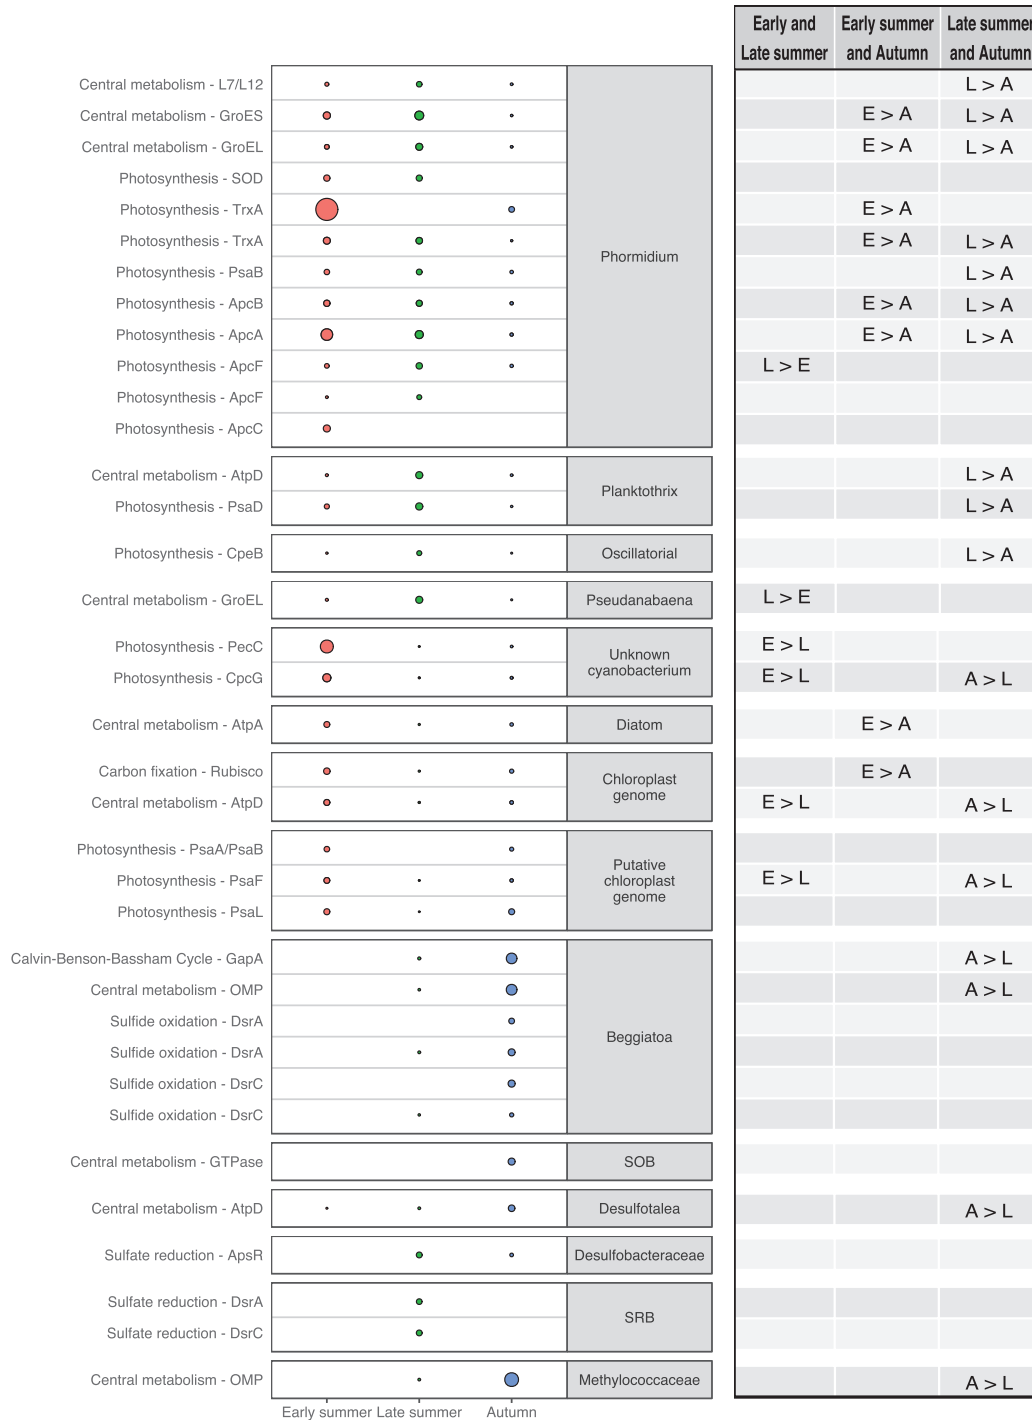 Early and Late summer
Early summer and Autumn
Late summer and Autumn
Central metabolism - L7/L12 L > A
Central metabolism - GroES E > A L > A
Central metabolism - GroEL E > A L > A
Photosynthesis - SOD
Photosynthesis - TrxA E > A
Photosynthesis - TrxA E > A L > A
Phormidium
Photosynthesis - PsaB L > A
Photosynthesis - ApcB E > A L > A
Photosynthesis - ApcA E > A L > A
Photosynthesis - ApcF L > E
Photosynthesis - ApcF
Photosynthesis - ApcC
Central metabolism - AtpD L > A
Planktothrix
Photosynthesis - PsaD L > A
Photosynthesis - CpeB Oscillatorial L > A
Central metabolism - GroEL Pseudanabaena L > E
Photosynthesis - PecC E > L
Unknown
cyanobacterium
Photosynthesis - CpcG E > L A > L
Central metabolism - AtpA Diatom E > A
Carbon fixation - Rubisco E > A
Chloroplast
genome
Central metabolism - AtpD E > L A > L
Photosynthesis - PsaA/PsaB
Putative
chloroplast
genome
Photosynthesis - PsaF E > L A > L
Photosynthesis - PsaL
Calvin-Benson-Bassham Cycle - GapA A > L
Central metabolism - OMP A > L
Sulfide oxidation - DsrA
Beggiatoa
Sulfide oxidation - DsrA
Sulfide oxidation - DsrC
Sulfide oxidation - DsrC
Central metabolism - GTPase SOB
Central metabolism - AtpD Desulfotalea A > L
Sulfate reduction - ApsR Desulfobacteraceae
Sulfate reduction - DsrA
SRB
Sulfate reduction - DsrC
Central metabolism - OMP Methylococcaceae A > L
Early summer Late summer Autumn